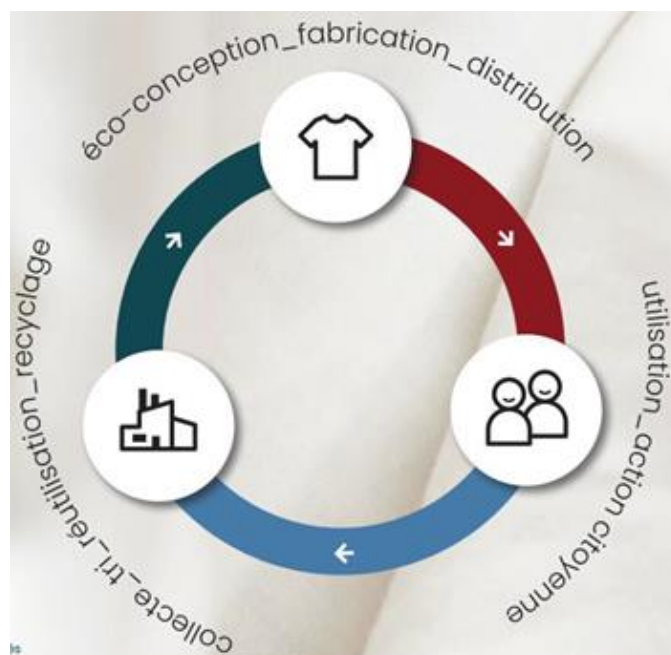 éco-conception_fabrication_distribution
utilisation_action citoyenne
collecte_tri_réutilisation_recyclage